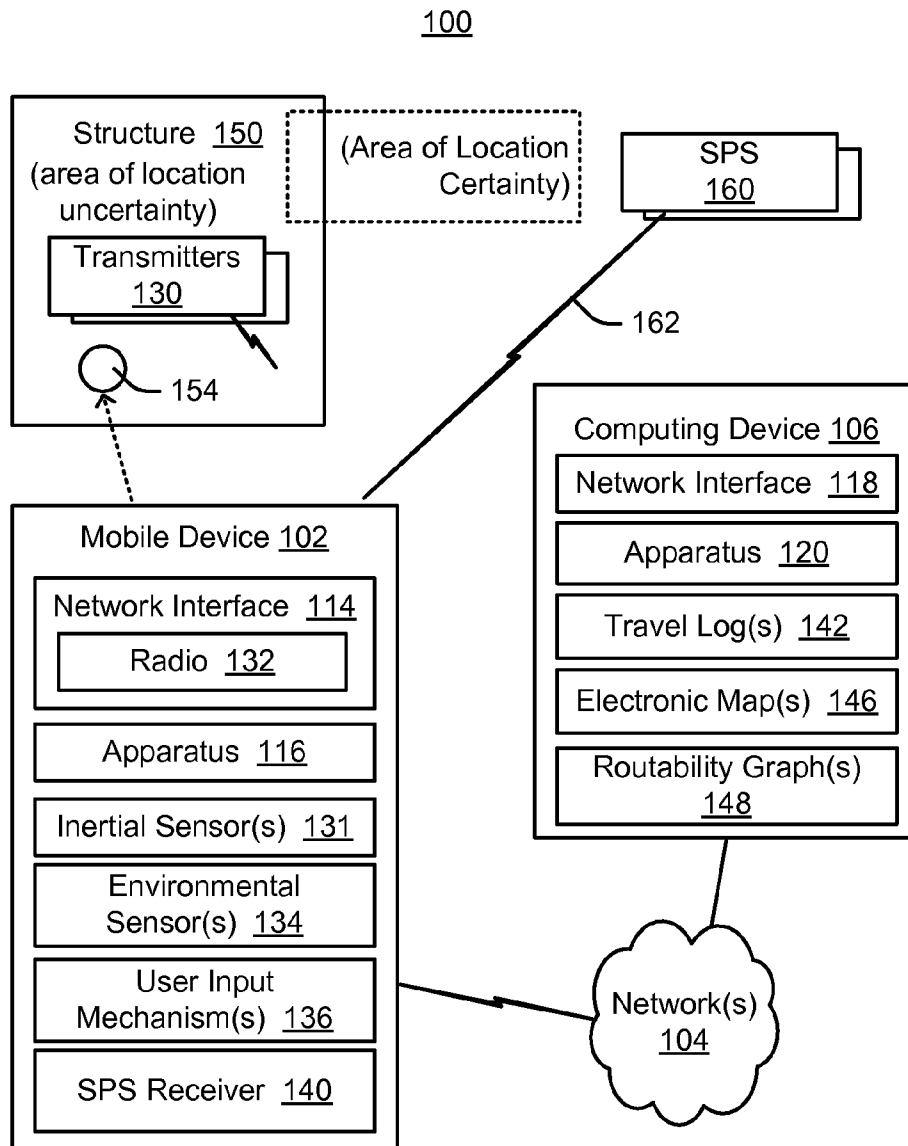 100
Structure 150
(area of location
uncertainty)
(Area of Location
Certainty)
SPS
160
Transmitters
130
162
154
Computing Device 106
Network Interface 118
Apparatus 120
Travel Log(s) 142
Electronic Map(s) 146
Routability Graph(s)
148
Mobile Device 102
Network Interface 114
Radio 132
Apparatus 116
Inertial Sensor(s) 131
Environmental
Sensor(s) 134
User Input
Mechanism(s) 136
SPS Receiver 140
Network(s)
104